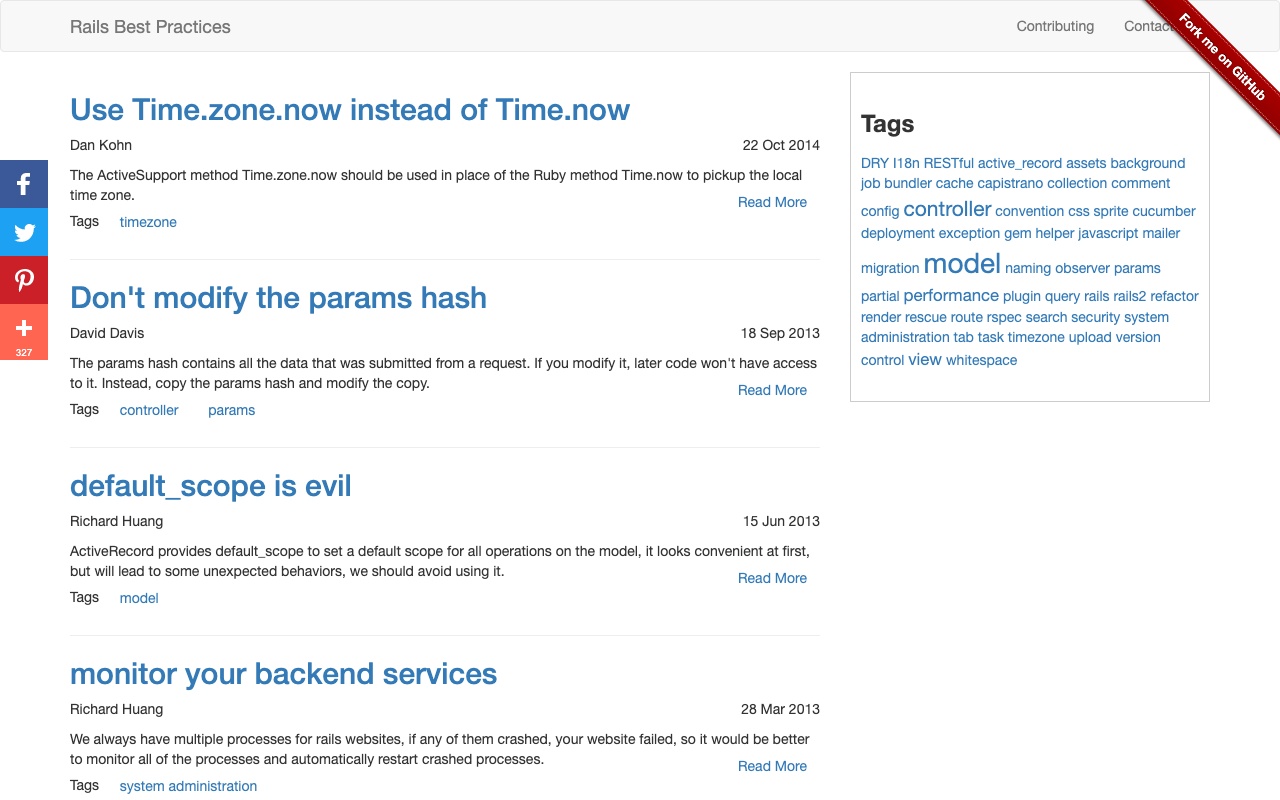 Rails Best Practices
Contributing
Contact
Fork me on GitHub
327
Use Time.zone.now instead of Time.now
Dan Kohn
22 Oct 2014
The ActiveSupport method Time.zone.now should be used in place of the Ruby method Time.now to pickup the local
time zone.
Read More
Tags timezone
Don't modify the params hash
David Davis
18 Sep 2013
The params hash contains all the data that was submitted from a request. If you modify it, later code won't have access
to it. Instead, copy the params hash and modify the copy.
Read More
Tags controller params
default_scope is evil
Richard Huang
15 Jun 2013
ActiveRecord provides default_scope to set a default scope for all operations on the model, it looks convenient at first,
but will lead to some unexpected behaviors, we should avoid using it.
Read More
Tags model
monitor your backend services
Richard Huang
28 Mar 2013
We always have multiple processes for rails websites, if any of them crashed, your website failed, so it would be better
to monitor all of the processes and automatically restart crashed processes.
Read More
Tags system administration
Tags
DRY I18n RESTful active_record assets background
job bundler cache capistrano collection comment
config controller convention css sprite cucumber
deployment exception gem helper javascript mailer
migration model naming observer params
partial performance plugin query rails rails2 refactor
render rescue route rspec search security system
administration tab task timezone upload version
control view whitespace